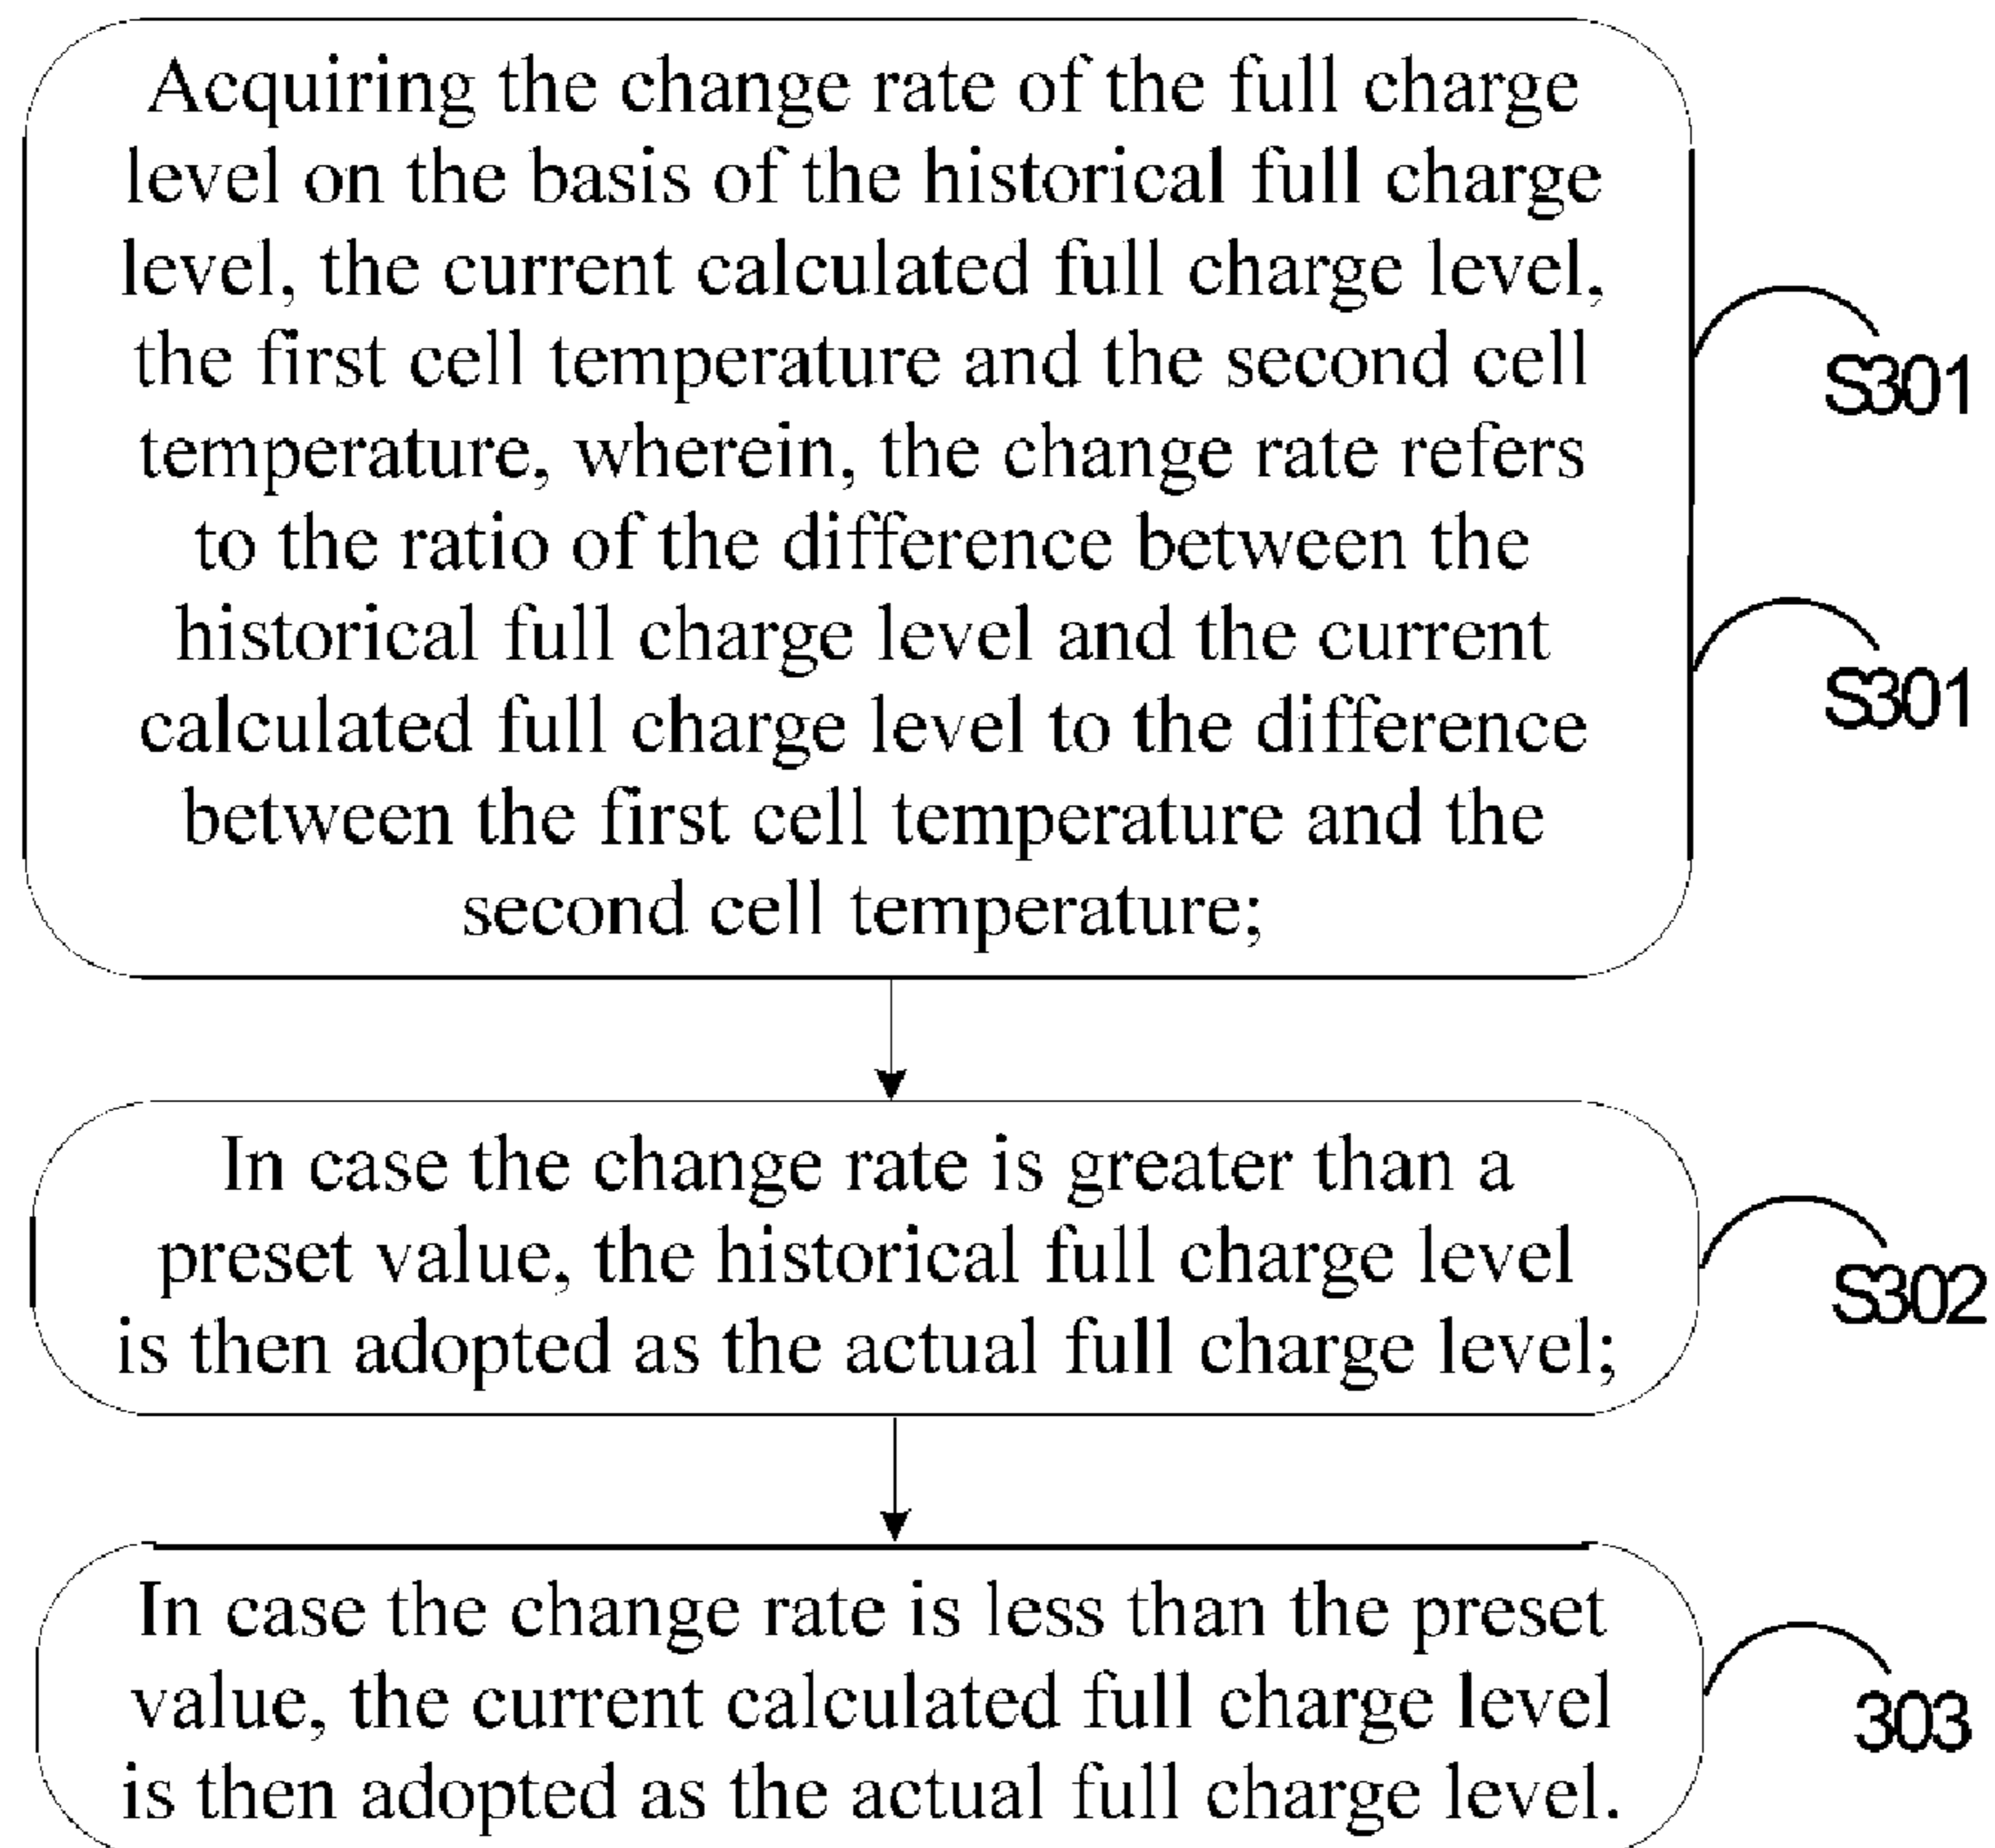 Acquiring the change rate of the full charge
level on the basis of the historical full charge
level, the current calculated full charge level,
the first cell temperature and the second cell
temperature, wherein, the change rate refers
to the ratio of the difference between the
historical full charge level and the current
calculated full charge level to the difference
between the first cell temperature and the
second cell temperature;
S301
S301
In case the change rate is greater than a
preset value, the historical full charge level
is then adopted as the actual full charge level;
S302
In case the change rate is less than the preset
value, the current calculated full charge level
is then adopted as the actual full charge level.
303